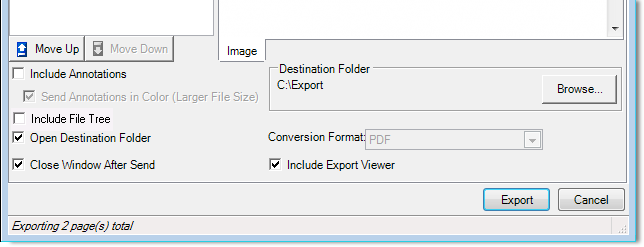 Move Up
Move Down
Image
Include Annotations
Send Annotations in Color (Larger File Size)
Include File Tree
Open Destination Folder
Close Window After Send
Destination Folder
C:\Export
Browse...
Conversion Format:
PDF
Include Export Viewer
Export
Cancel
Exporting 2 page(s) total